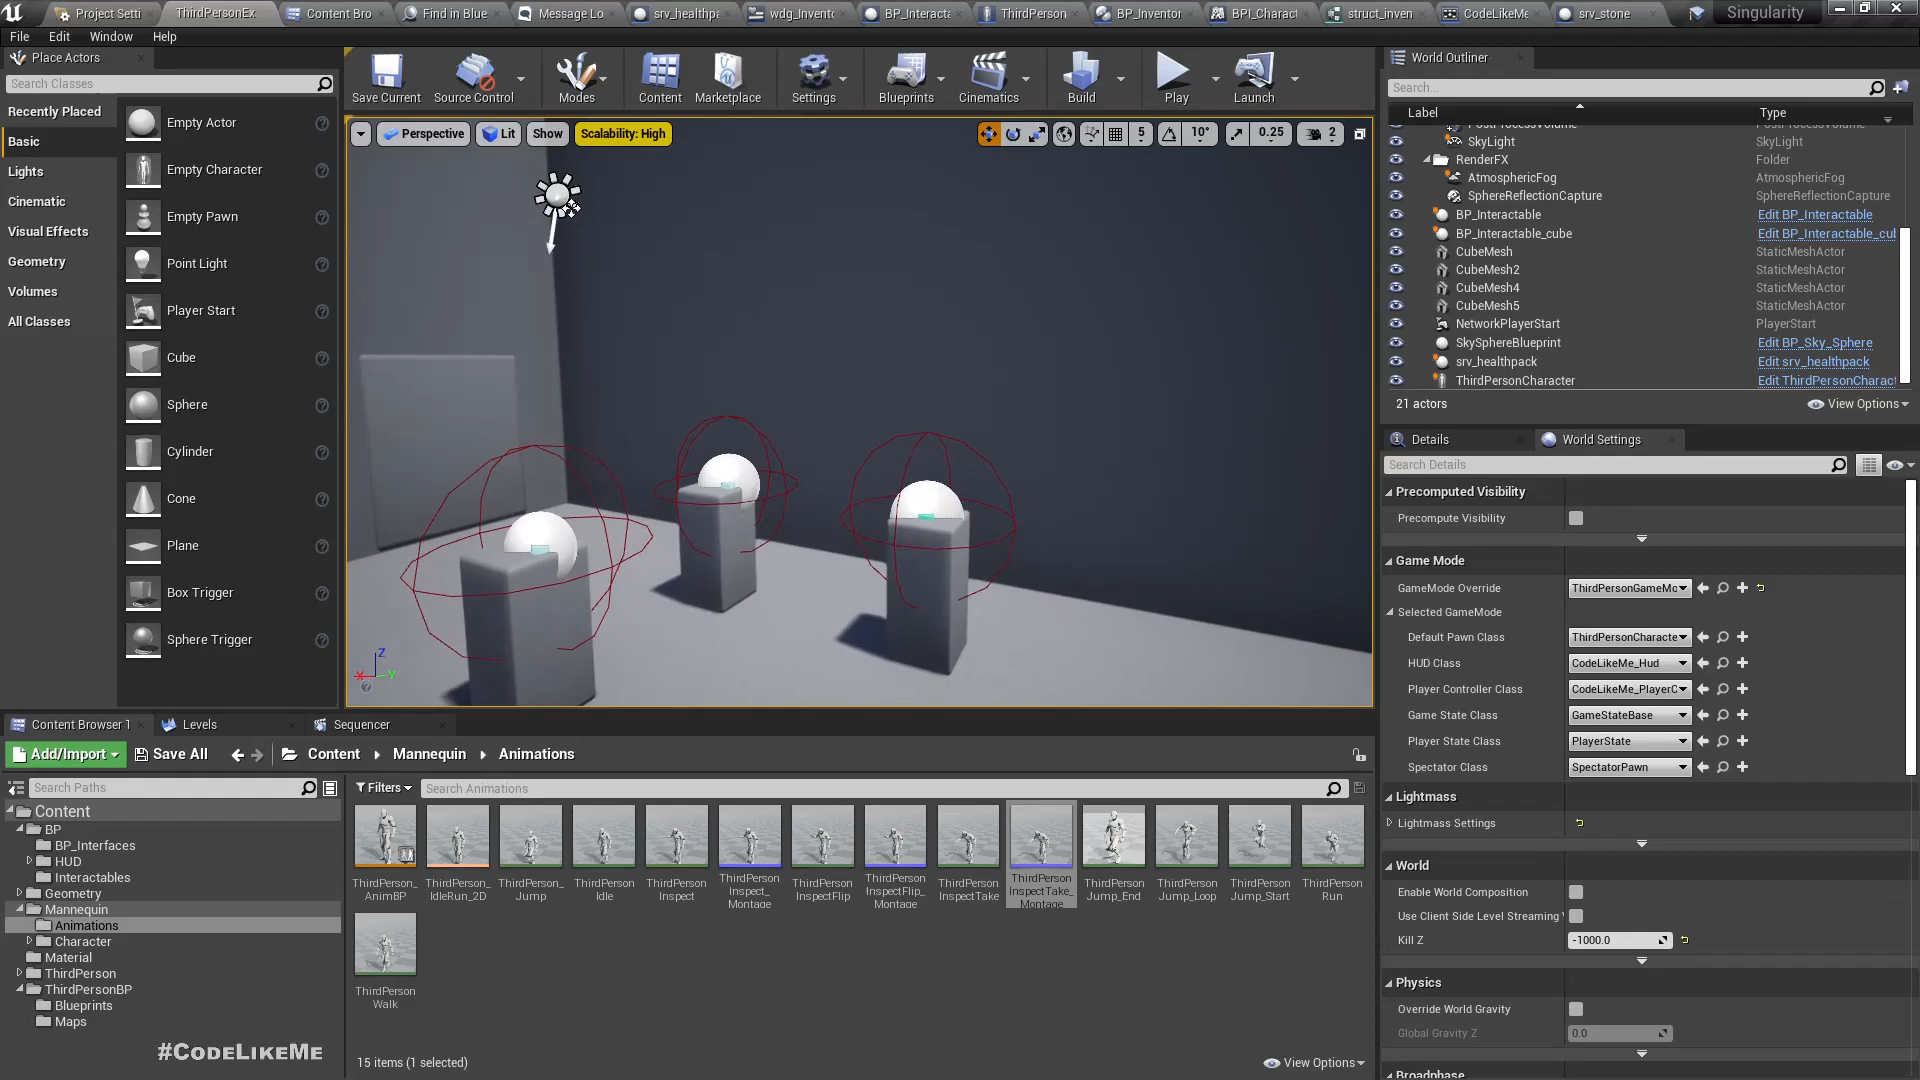 Project Setti
ThirdPersonEx
Content Bro
Find in Blue
Message Lo
srv_healthp
wdg_Invent
BP_Interact
ThirdPerson
BP_Inventor
BPI_Charact
struct_inven
CodeLikeMe
srv_stone
Singularity
File Edit Window Help
Place Actors
Search Classes
Recently Placed
Basic
Lights
Cinematic
Visual Effects
Geometry
Volumes
All Classes
Empty Actor
Empty Character
Empty Pawn
Point Light
Player Start
Cube
Sphere
Cylinder
Cone
Plane
Box Trigger
Sphere Trigger
Save Current
Source Control
Modes
Content
Marketplace
Settings
Blueprints
Cinematics
Build
Play
Launch
Perspective
Lit
Show
Scalability: High
5
10°
0.25
2
Z
X
Y
World Outliner
Search...
Label Type
PostProcessVolume PostProcessVolume
SkyLight SkyLight
RenderFX Folder
AtmosphericFog AtmosphericFog
SphereReflectionCapture SphereReflectionCapture
BP_Interactable Edit BP_Interactable
BP_Interactable_cube Edit BP_Interactable_cul
CubeMesh StaticMeshActor
CubeMesh2 StaticMeshActor
CubeMesh4 StaticMeshActor
CubeMesh5 StaticMeshActor
NetworkPlayerStart PlayerStart
SkySphereBlueprint Edit BP_Sky_Sphere
srv_healthpack Edit srv_healthpack
ThirdPersonCharacter Edit ThirdPersonCharact
21 actors
View Options
Details
World Settings
Search Details
Precomputed Visibility
Precompute Visibility
Game Mode
GameMode Override ThirdPersonGameMo
Selected GameMode
Default Pawn Class ThirdPersonCharacte
HUD Class CodeLikeMe_Hud
Player Controller Class CodeLikeMe_PlayerC
Game State Class GameStateBase
Player State Class PlayerState
Spectator Class SpectatorPawn
Lightmass
Lightmass Settings
World
Enable World Composition
Use Client Side Level Streaming
Kill Z -1000.0
Physics
Override World Gravity
Global Gravity Z 0.0
Broadphase
Content Browser 1
Levels
Sequencer
Add/Import
Save All
Content
Mannequin
Animations
Search Paths
Filters
Search Animations
Content
BP
BP_Interfaces
HUD
Interactables
Geometry
Mannequin
Animations
Character
Material
ThirdPerson
ThirdPersonBP
Blueprints
Maps
ThirdPerson_
AnimBP
ThirdPerson_
IdleRun_2D
ThirdPerson_
Jump
ThirdPerson
Idle
ThirdPerson
Inspect
ThirdPerson
Inspect_
Montage
ThirdPerson
InspectFlip
ThirdPerson
InspectFlip_
Montage
ThirdPerson
InspectTake
ThirdPerson
InspectTake_
Montage
ThirdPerson
Jump_End
ThirdPerson
Jump_Loop
ThirdPerson
Jump_Start
ThirdPerson
Run
ThirdPerson
Walk
15 items (1 selected)
View Options
#CodeLikeMe